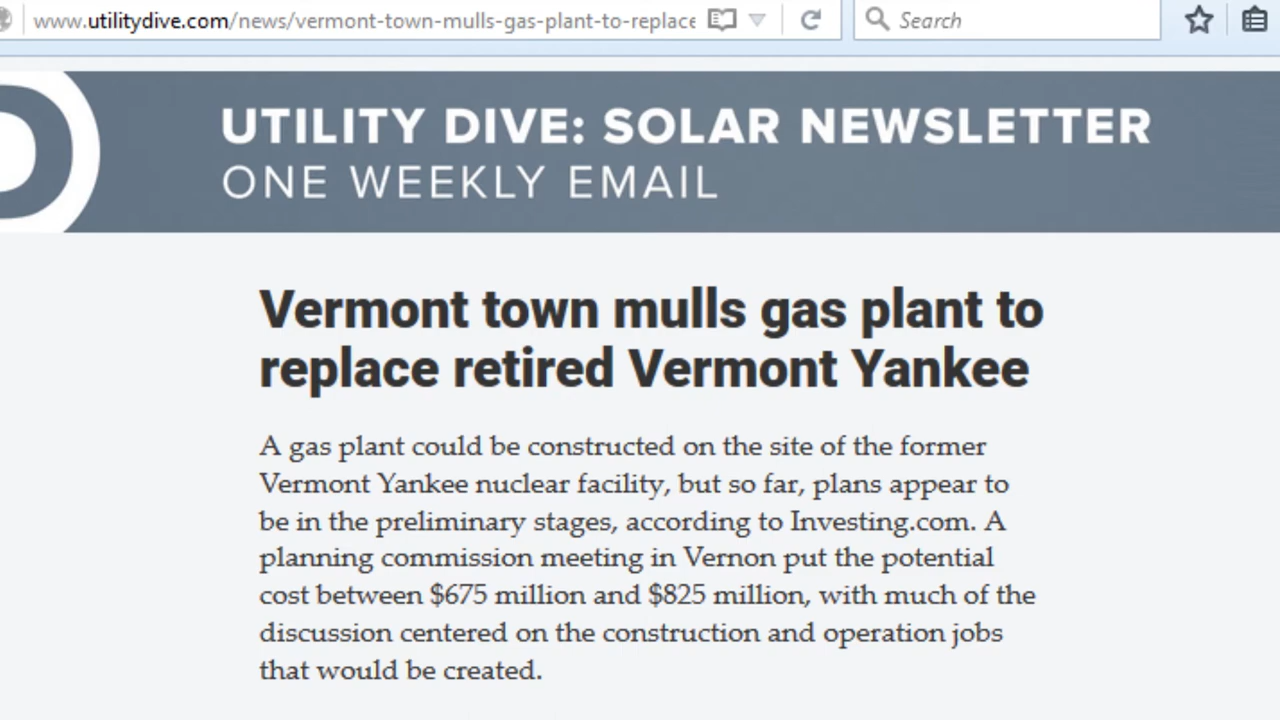 www.utilitydive.com/news/vermont-town-mulls-gas-plant-to-replace
Search
UTILITY DIVE: SOLAR NEWSLETTER
ONE WEEKLY EMAIL
Vermont town mulls gas plant to
replace retired Vermont Yankee
A gas plant could be constructed on the site of the former
Vermont Yankee nuclear facility, but so far, plans appear to
be in the preliminary stages, according to Investing.com. A
planning commission meeting in Vernon put the potential
cost between $675 million and $825 million, with much of the
discussion centered on the construction and operation jobs
that would be created.